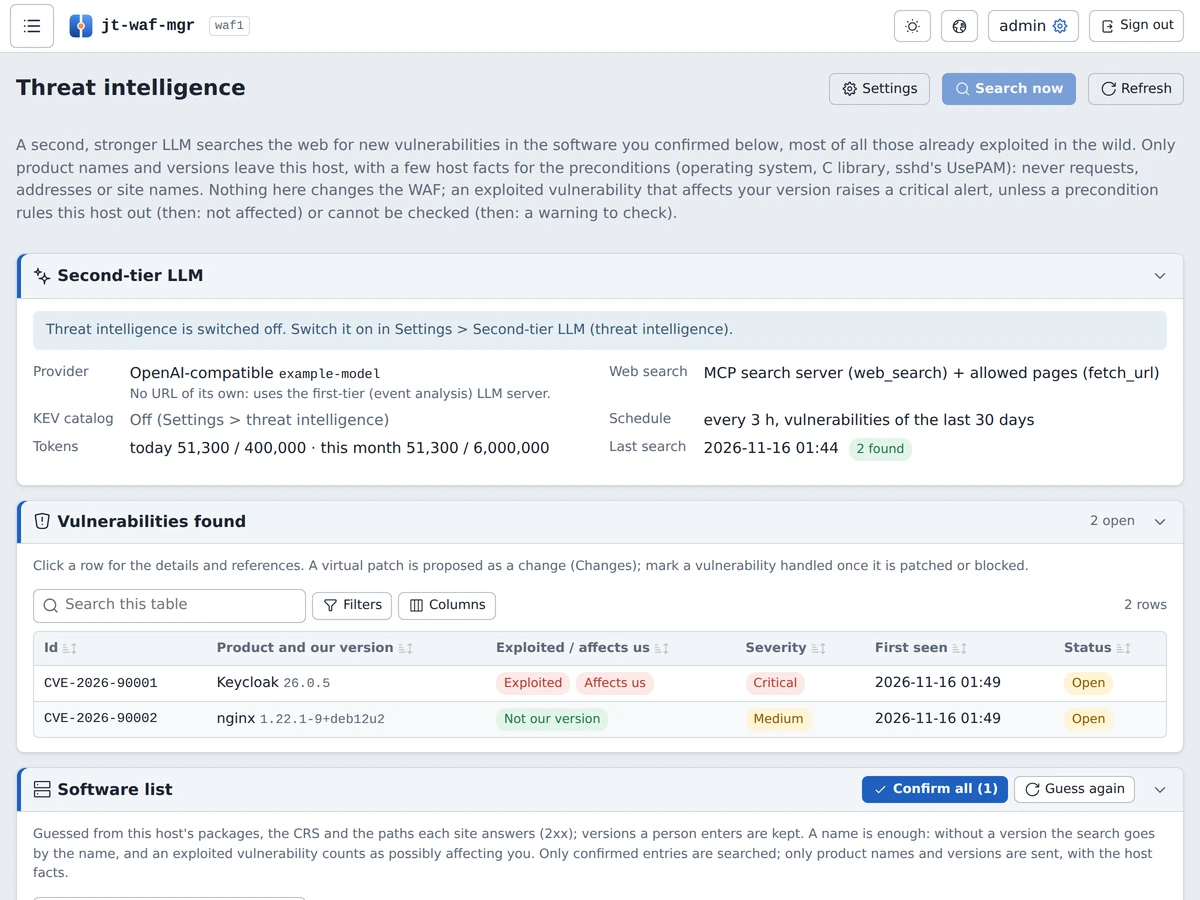 jt-waf-mgr waf1 admin Sign out
Threat intelligence Settings Search now Refresh
A second, stronger LLM searches the web for new vulnerabilities in the software you confirmed below, most of all those already exploited in the wild. Only
product names and versions leave this host, with a few host facts for the preconditions (operating system, C library, sshd's UsePAM): never requests,
addresses or site names. Nothing here changes the WAF; an exploited vulnerability that affects your version raises a critical alert, unless a precondition
rules this host out (then: not affected) or cannot be checked (then: a warning to check).
Second-tier LLM
Threat intelligence is switched off. Switch it on in Settings > Second-tier LLM (threat intelligence).
Provider OpenAI-compatible example-model Web search MCP search server (web_search) + allowed pages (fetch_url)
No URL of its own: uses the first-tier (event analysis) LLM server.
KEV catalog Off (Settings > threat intelligence) Schedule every 3 h, vulnerabilities of the last 30 days
Tokens today 51,300 / 400,000 · this month 51,300 / 6,000,000 Last search 2026-11-16 01:44 2 found
Vulnerabilities found 2 open
Click a row for the details and references. A virtual patch is proposed as a change (Changes); mark a vulnerability handled once it is patched or blocked.
Search this table Filters Columns 2 rows
Id Product and our version Exploited / affects us Severity First seen Status
CVE-2026-90001 Keycloak 26.0.5 Exploited Affects us Critical 2026-11-16 01:49 Open
CVE-2026-90002 nginx 1.22.1-9+deb12u2 Not our version Medium 2026-11-16 01:49 Open
Software list Confirm all (1) Guess again
Guessed from this host's packages, the CRS and the paths each site answers (2xx); versions a person enters are kept. A name is enough: without a version the search goes
by the name, and an exploited vulnerability counts as possibly affecting you. Only confirmed entries are searched; only product names and versions are sent, with the host
facts.